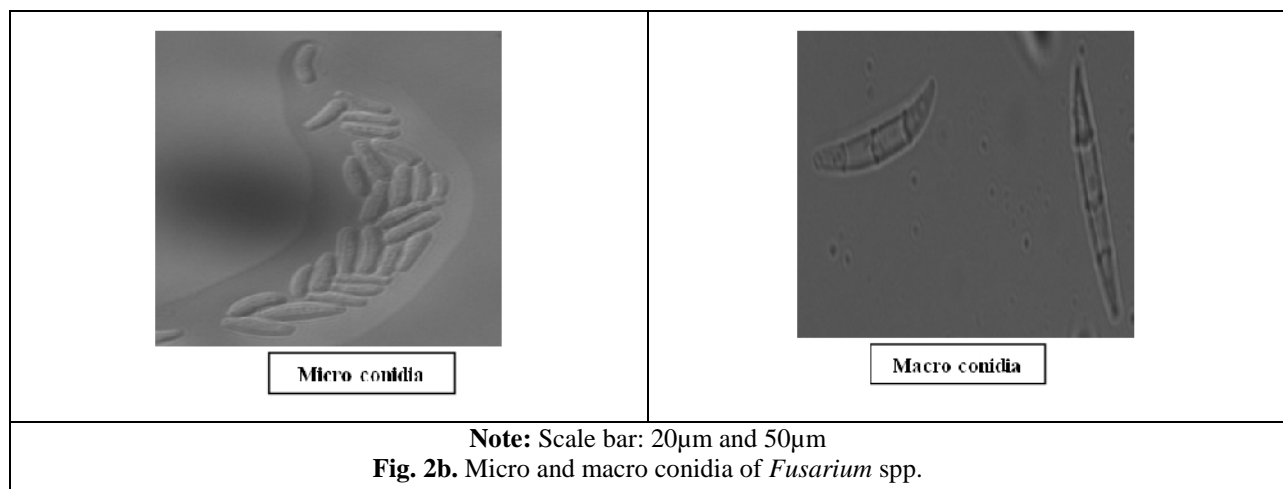 Micro conidia
Macro conidia
Note: Scale bar: 20µm and 50µm
Fig. 2b. Micro and macro conidia of Fusarium spp.